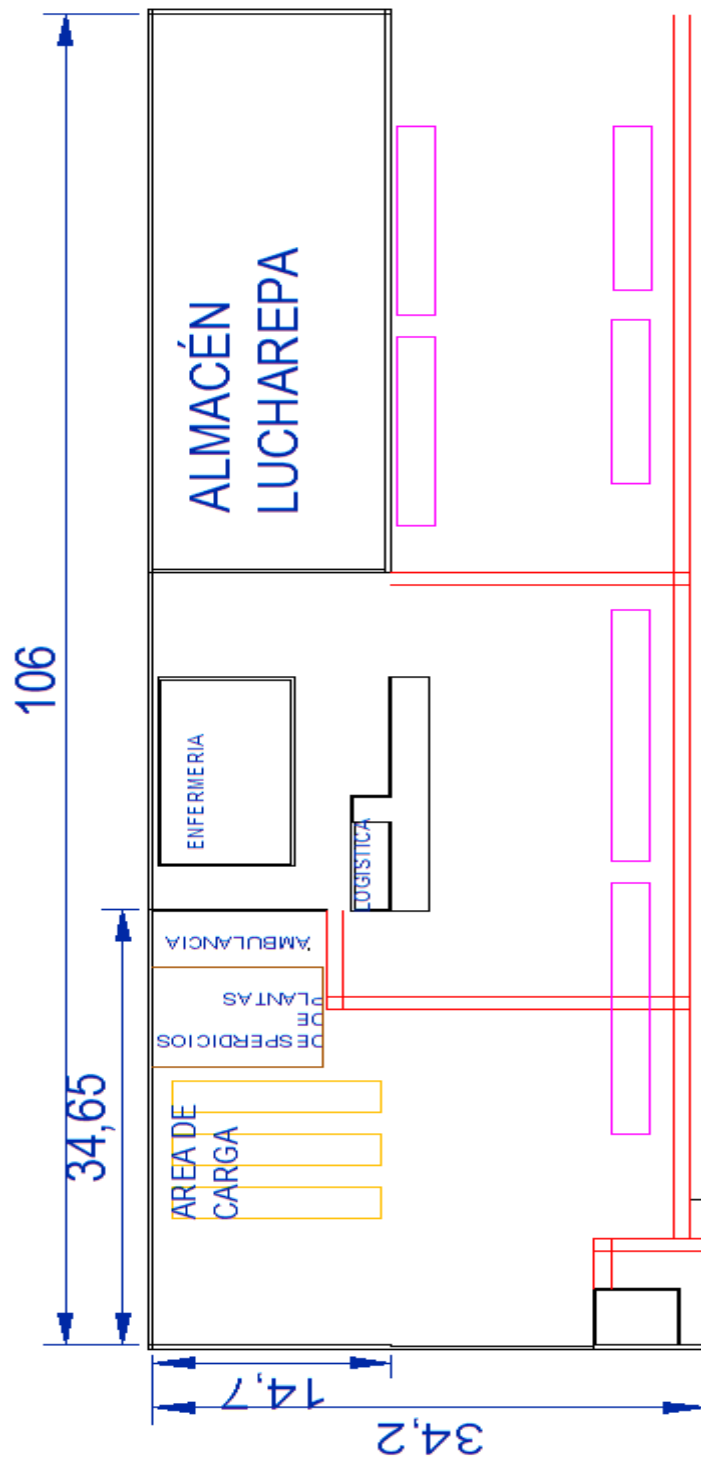 106
34,65
ALMACÉN
LUCHAREPA
ENFERMERIA
LOGISTICA
AMBULANCIA
DESPERDICIOS
DE
PLANTAS
AREA DE
CARGA
14,7
34,2